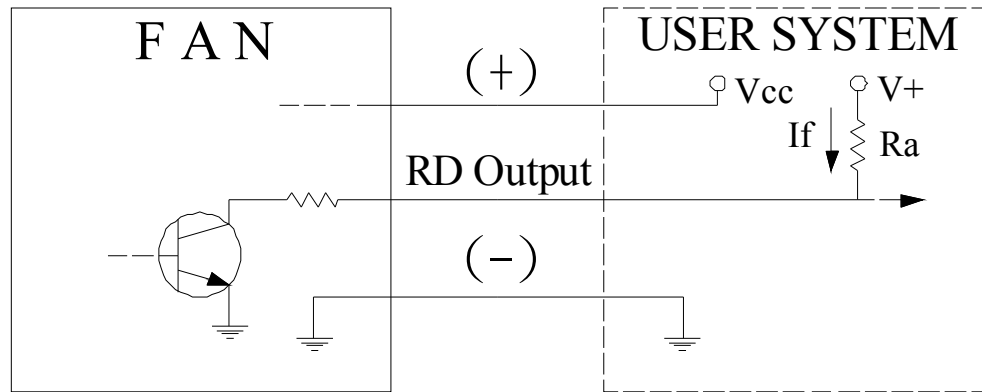 F A N
USER SYSTEM
(+)
Vcc
V+
If
Ra
RD Output
(-)